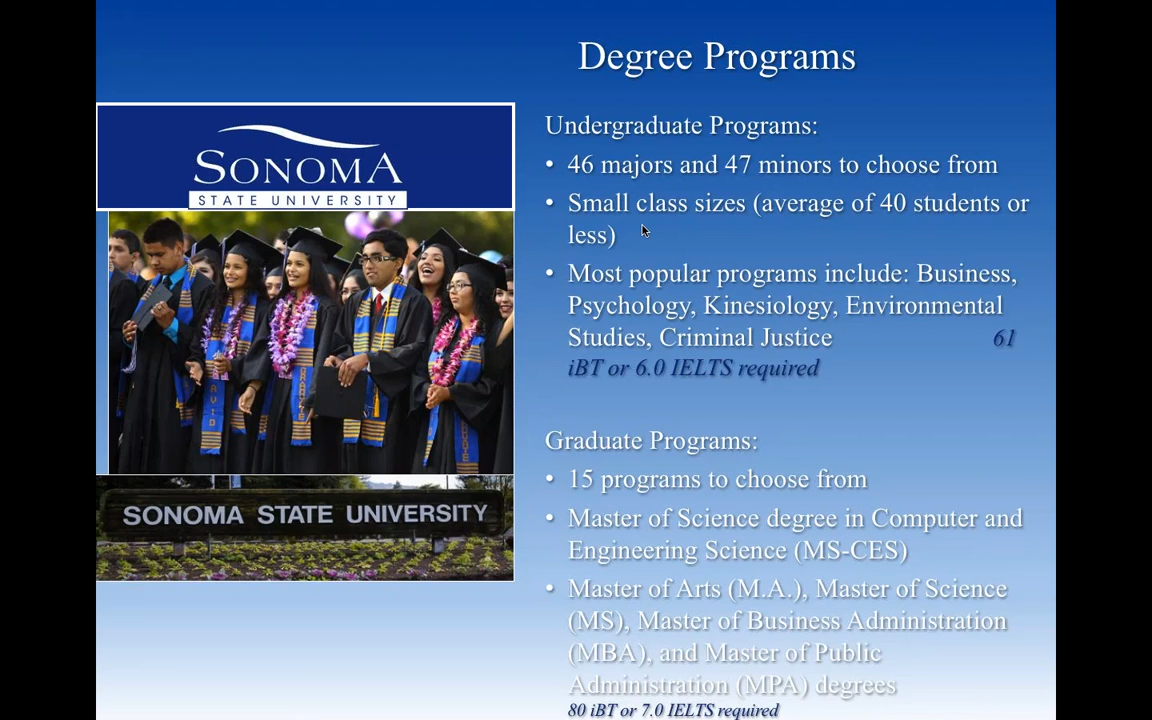 Degree Programs
SONOMA
STATE UNIVERSITY
SONOMA STATE UNIVERSITY
Undergraduate Programs:
• 46 majors and 47 minors to choose from
• Small class sizes (average of 40 students or
less)
• Most popular programs include: Business,
Psychology, Kinesiology, Environmental
Studies, Criminal Justice 61
iBT or 6.0 IELTS required
Graduate Programs:
• 15 programs to choose from
• Master of Science degree in Computer and
Engineering Science (MS-CES)
• Master of Arts (M.A.), Master of Science
(MS), Master of Business Administration
(MBA), and Master of Public
Administration (MPA) degrees
80 iBT or 7.0 IELTS required